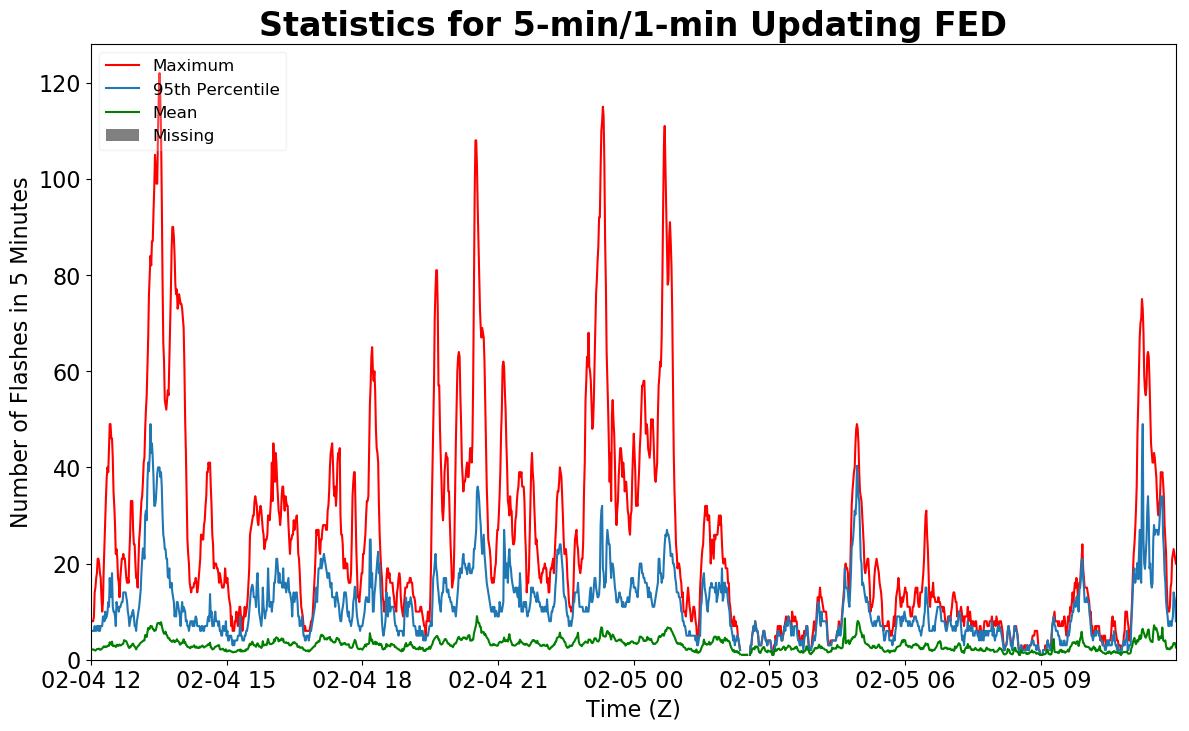 Statistics for 5-min/1-min Updating FED
Number of Flashes in 5 Minutes
120
100
80
60
40
20
0
Maximum
95th Percentile
Mean
Missing
02-04 12
02-04 15
02-04 18
02-04 21
02-05 00
02-05 03
02-05 06
02-05 09
Time (Z)